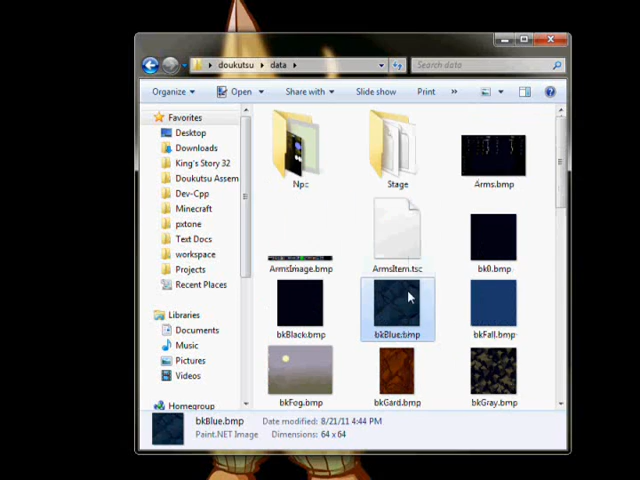 doukutsu
data
Search data
Organize
Open
Share with
Slide show
Print
»
Favorites
Desktop
Downloads
King's Story 32
Doukutsu Assem
Dev-Cpp
Minecraft
pxtone
Text Docs
workspace
Projects
Recent Places
Libraries
Documents
Music
Pictures
Videos
Homegroup
Npc
Stage
Arms.bmp
ArmsImage.bmp
ArmsItem.tsc
bk0.bmp
bkBlack.bmp
bkBlue.bmp
bkFall.bmp
bkFog.bmp
bkGard.bmp
bkGray.bmp
bkBlue.bmp
Date modified: 8/21/11 4:44 PM
Paint.NET Image
Dimensions: 64 x 64